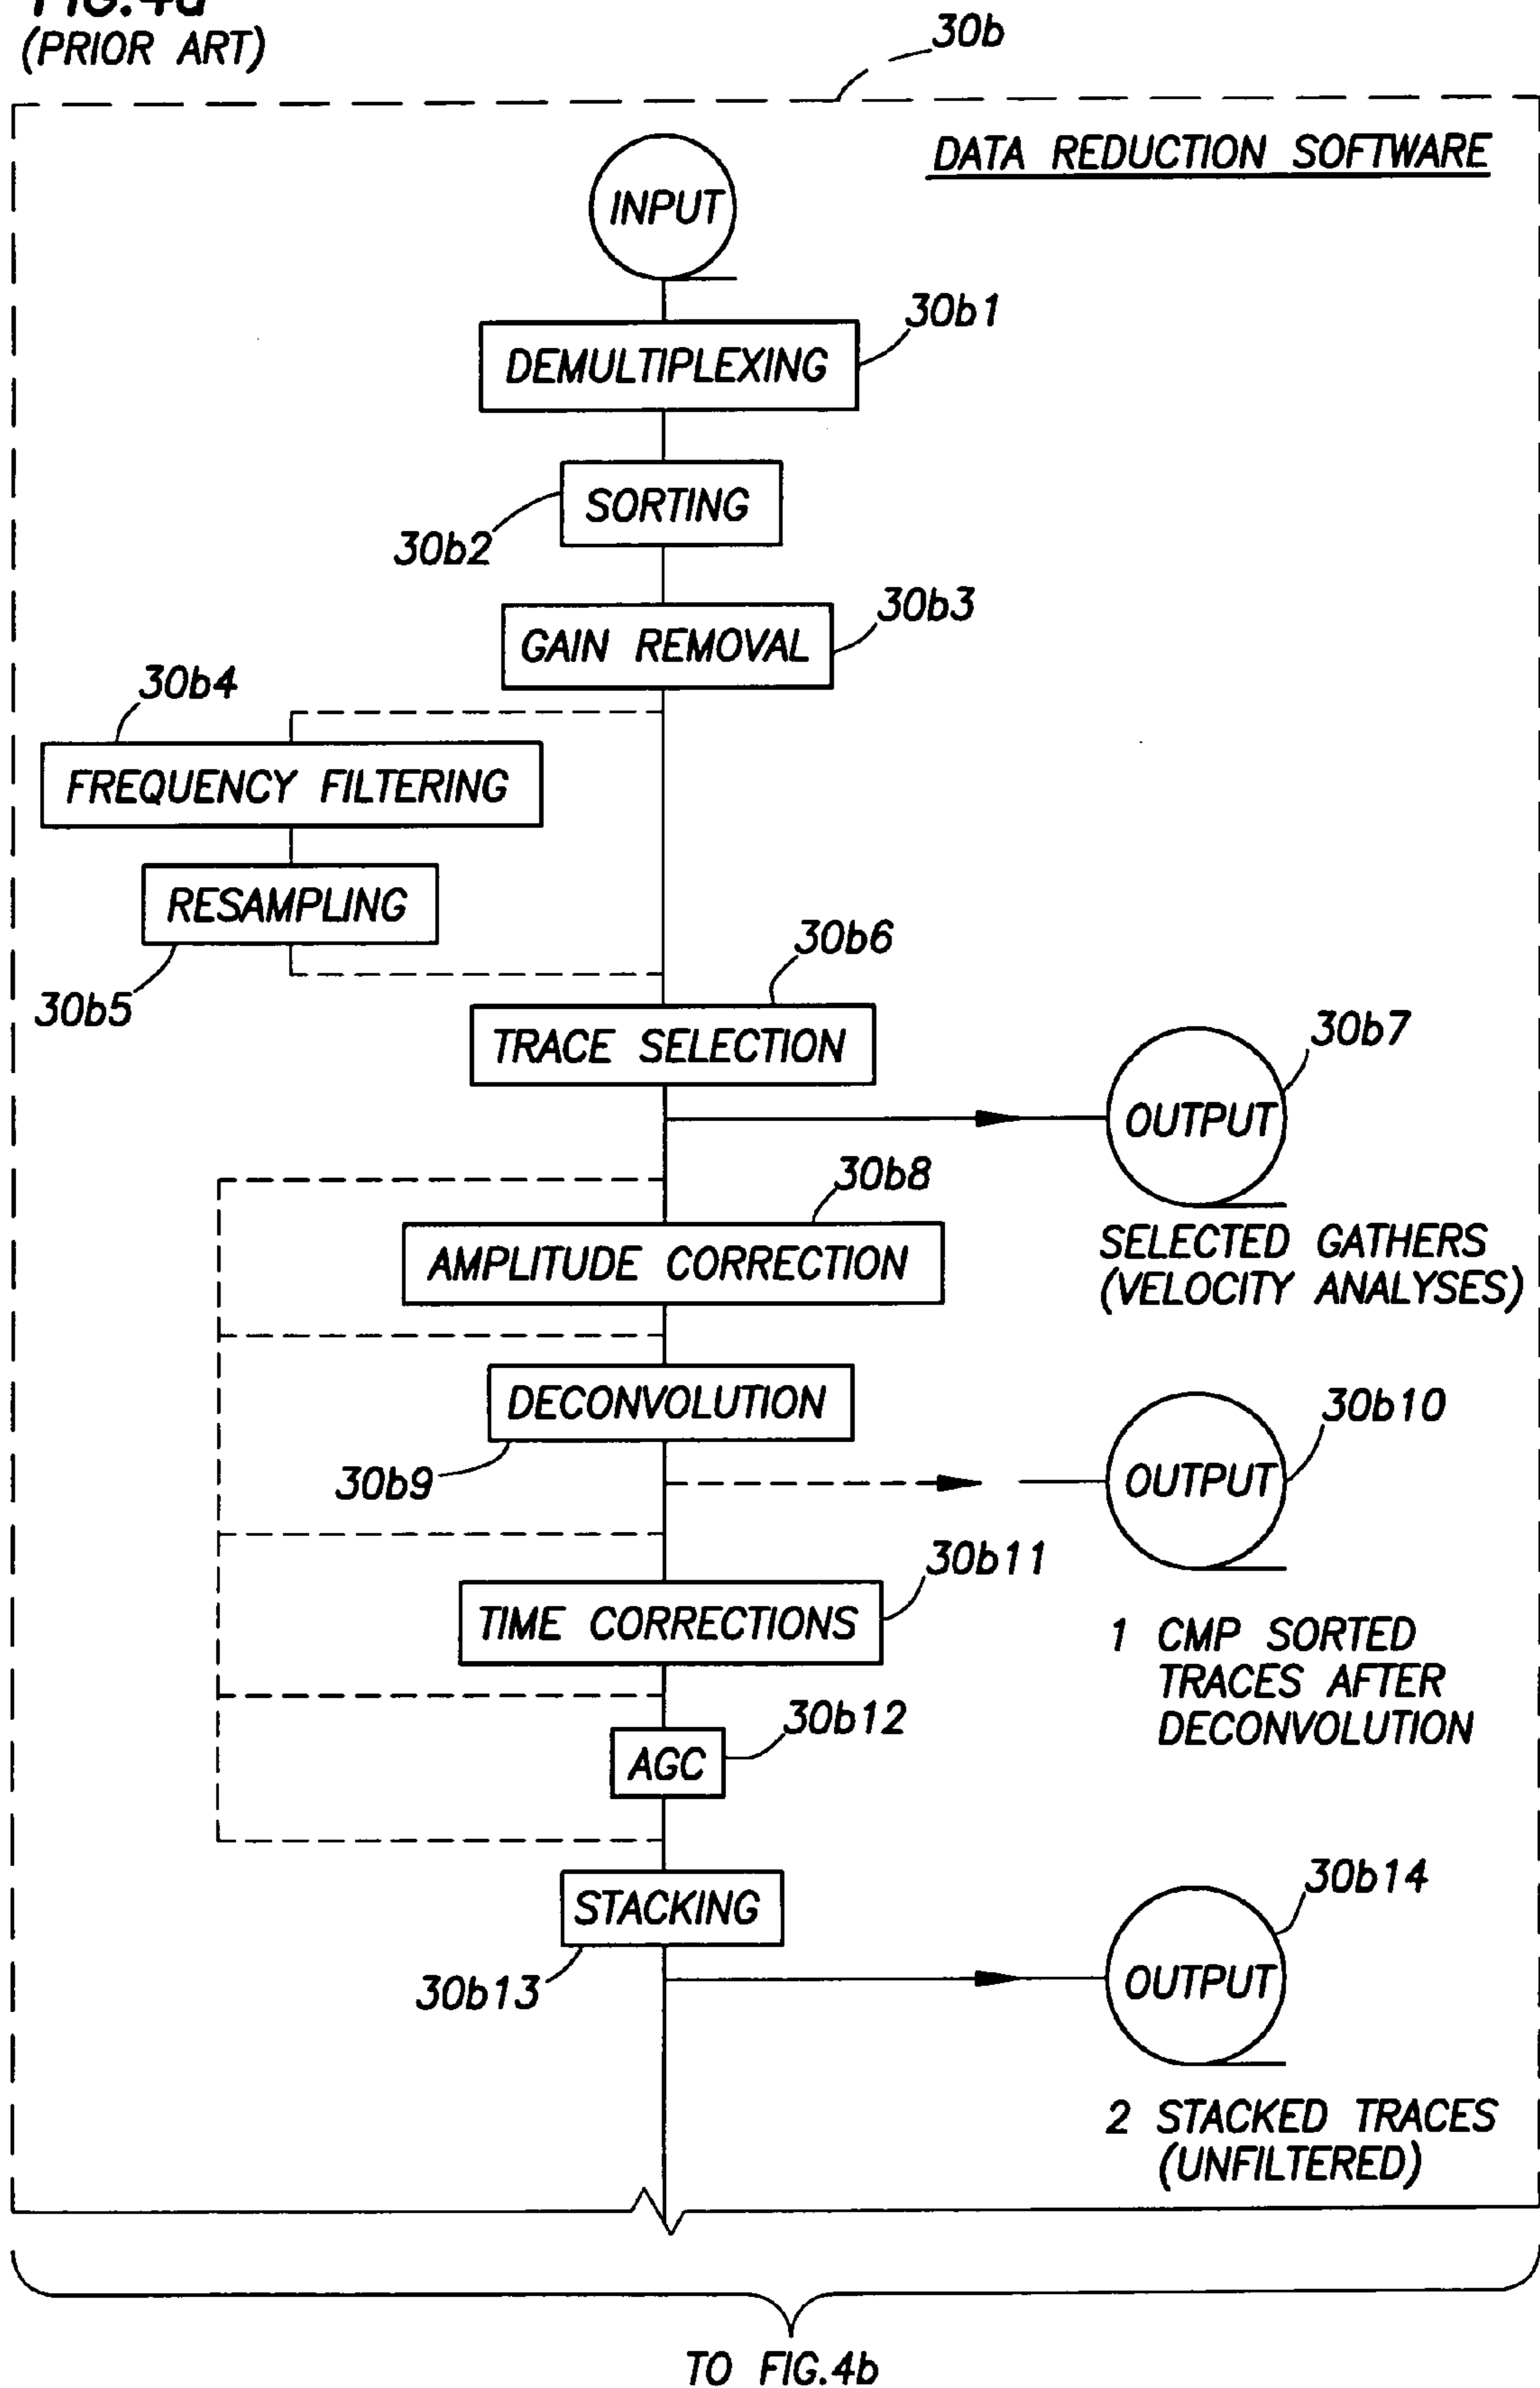 FIG.4a
(PRIOR ART)
30b
DATA REDUCTION SOFTWARE
INPUT
30b1
DEMULTIPLEXING
SORTING
30b2
30b3
GAIN REMOVAL
30b4
FREQUENCY FILTERING
RESAMPLING
30b5
30b6
TRACE SELECTION
30b7
OUTPUT
SELECTED GATHERS
(VELOCITY ANALYSES)
30b8
AMPLITUDE CORRECTION
DECONVOLUTION
30b9
30b10
OUTPUT
1 CMP SORTED
TRACES AFTER
DECONVOLUTION
30b11
TIME CORRECTIONS
30b12
AGC
STACKING
30b13
30b14
OUTPUT
2 STACKED TRACES
(UNFILTERED)
TO FIG.4b